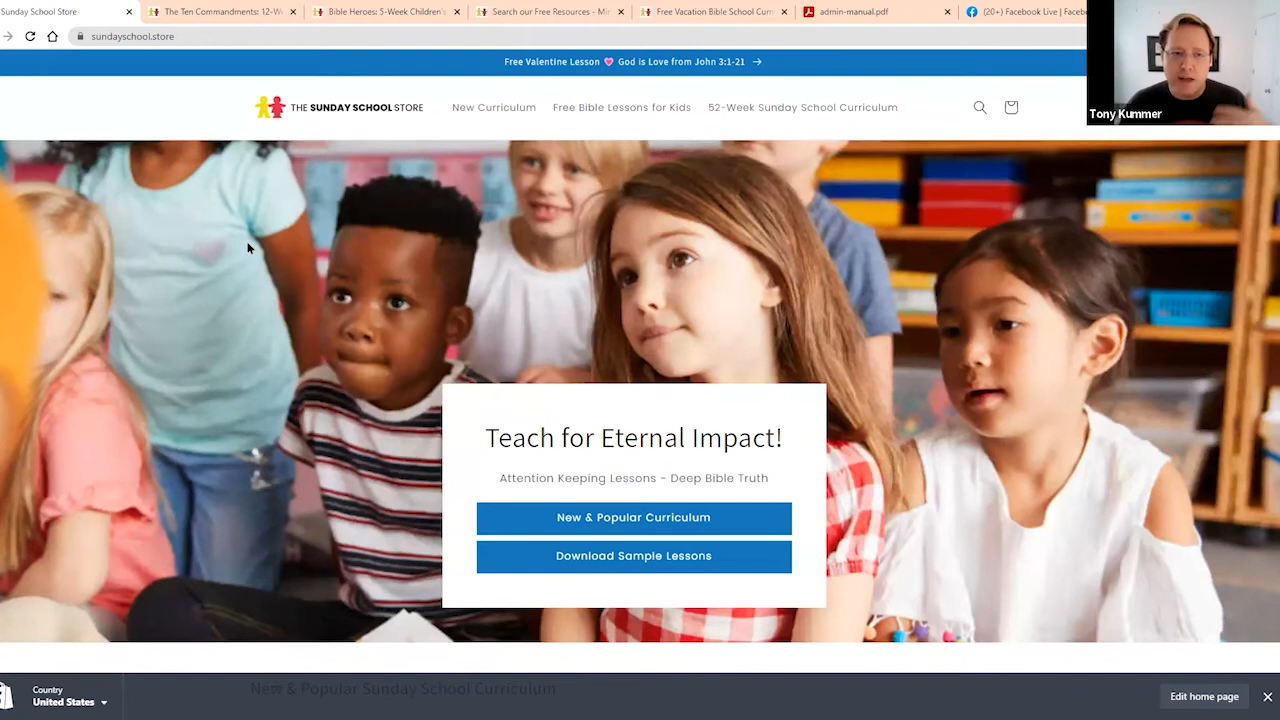 Sunday School Store
The Ten Commandments: 12-W
Bible Heroes: 5-Week Children's
Search our Free Resources - Min
Free Vacation Bible School Curr
admin-manual.pdf
(20+) Facebook Live | Faceb
sundayschool.store
Free Valentine Lesson 💗 God is Love from John 3:1-21 →
THE SUNDAY SCHOOL STORE
New Curriculum
Free Bible Lessons for Kids
52-Week Sunday School Curriculum
Tony Kummer
Teach for Eternal Impact!
Attention Keeping Lessons - Deep Bible Truth
New & Popular Curriculum
Download Sample Lessons
New & Popular Sunday School Curriculum
Country
United States
Edit home page